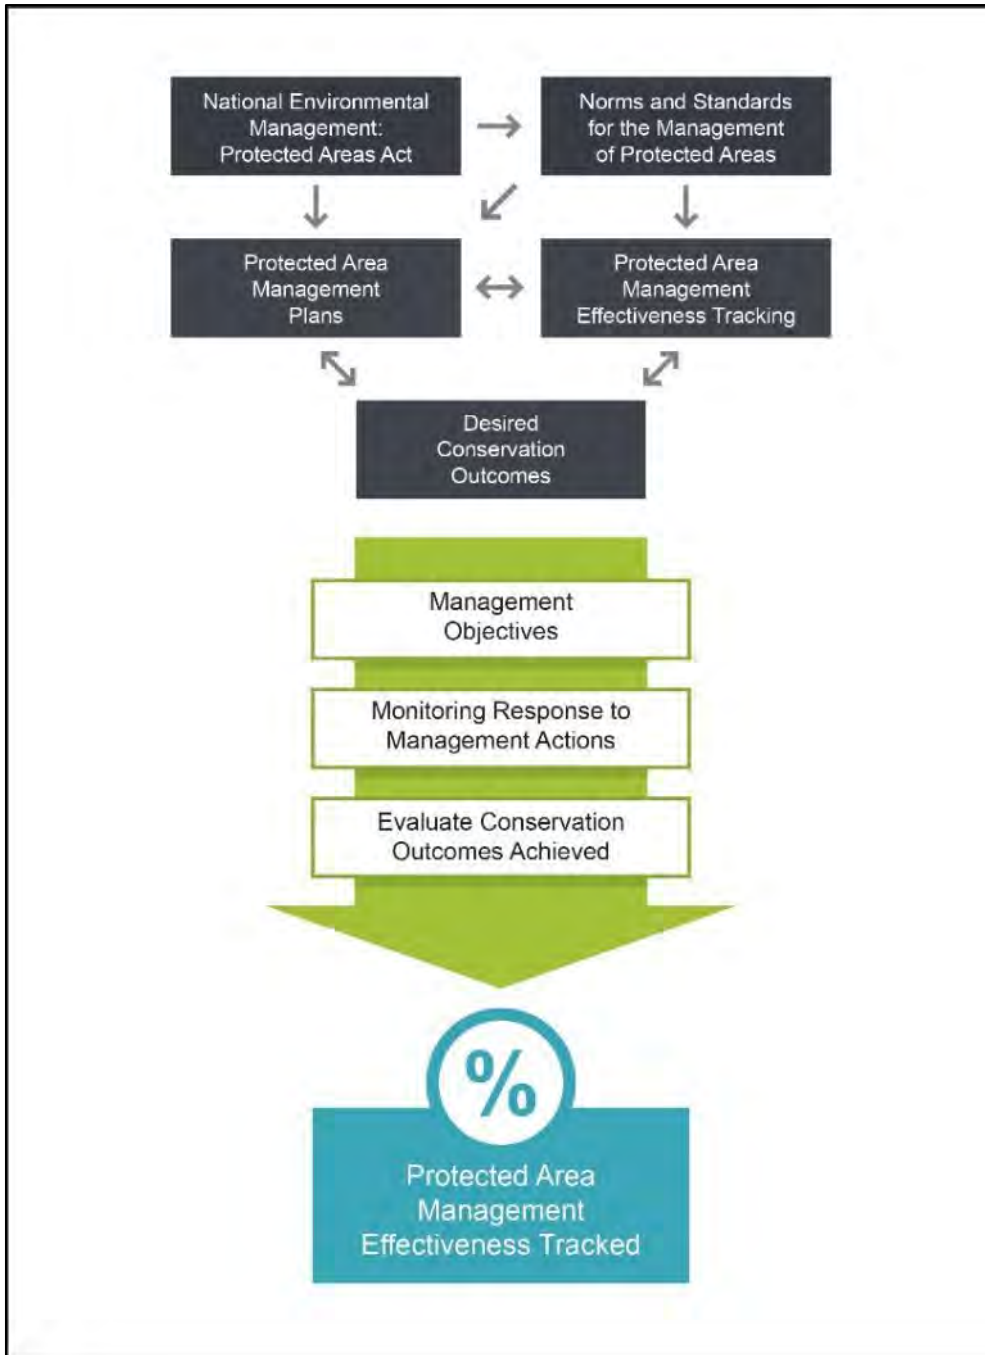 National Environmental
Management:
Protected Areas Act
Norms and Standards
for the Management
of Protected Areas
Protected Area
Management
Plans
Protected Area
Management
Effectiveness Tracking
Desired
Conservation
Outcomes
Management
Objectives
Monitoring Response to
Management Actions
Evaluate Conservation
Outcomes Achieved
%
Protected Area
Management
Effectiveness Tracked